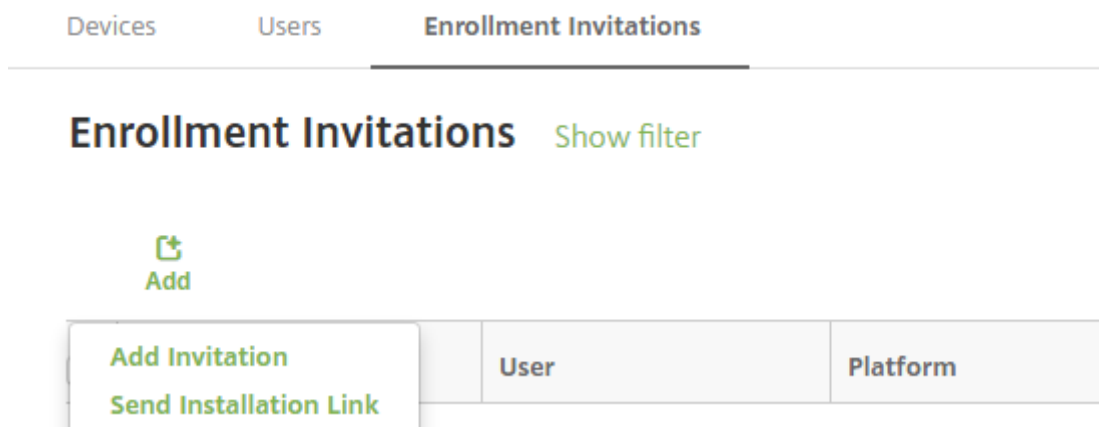 Devices Users Enrollment Invitations
Enrollment Invitations Show filter
Add
Add Invitation User Platform
Send Installation Link